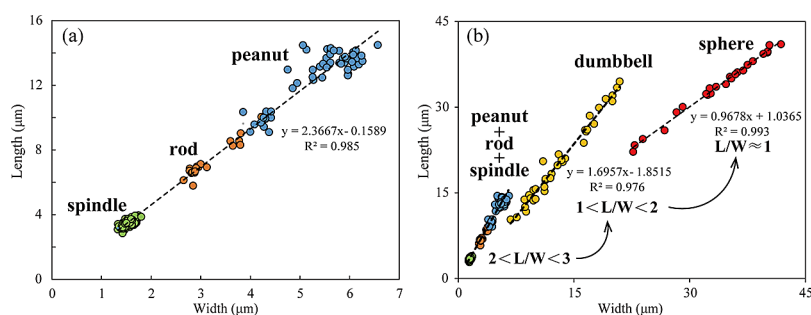 (a)
16
12
8
4
0
0
1
2
3
4
5
6
7
Length (μm)
Width (μm)
peanut
rod
spindle
y = 2.3667x- 0.1589
R² = 0.985
(b)
45
30
15
0
0
15
30
45
Length (μm)
Width (μm)
sphere
dumbbell
peanut
+
rod
+
spindle
y = 0.9678x + 1.0365
R² = 0.993
L/W≈1
y = 1.6957x- 1.8515
R² = 0.976
1<L/W<2
2<L/W<3